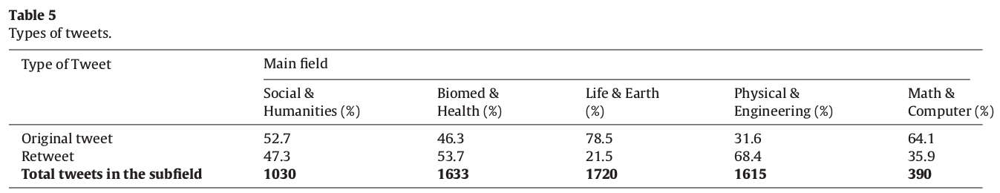 Table 5
Types of tweets.
Type of Tweet Main field
Social & Biomed & Life & Earth Physical & Math &
Humanities (%) Health (%) (%) Engineering (%) Computer (%)
Original tweet 52.7 46.3 78.5 31.6 64.1
Retweet 47.3 53.7 21.5 68.4 35.9
Total tweets in the subfield 1030 1633 1720 1615 390